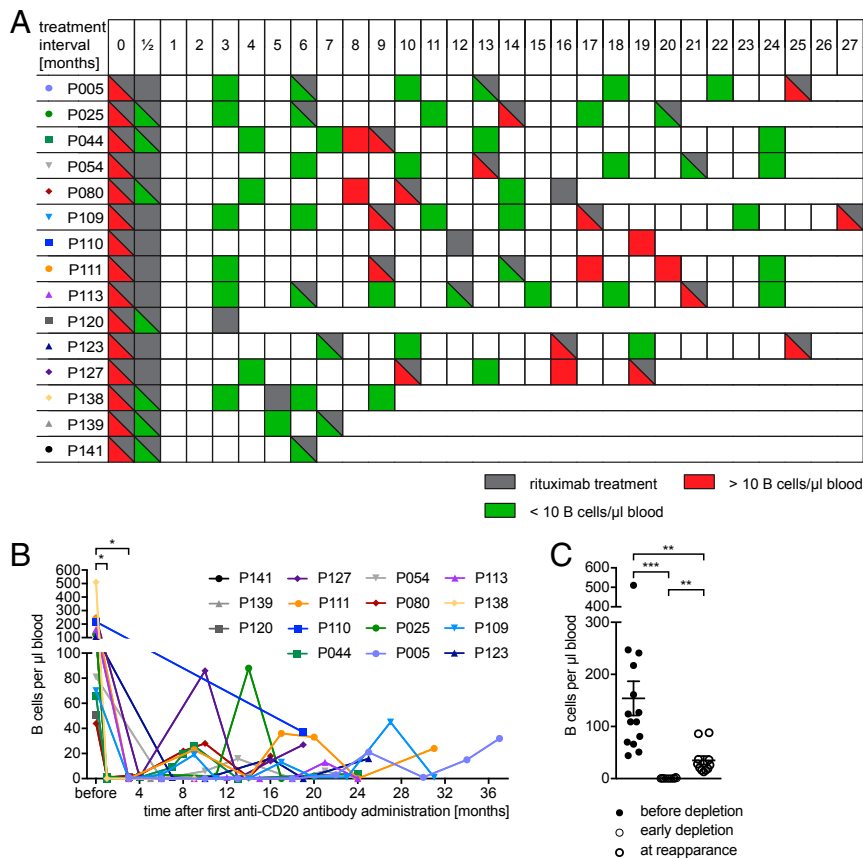 A
treatment interval [months] 0 ½ 1 2 3 4 5 6 7 8 9 10 11 12 13 14 15 16 17 18 19 20 21 22 23 24 25 26 27
P005
P025
P044
P054
P080
P109
P110
P111
P113
P120
P123
P127
P138
P139
P141
rituximab treatment > 10 B cells/µl blood
< 10 B cells/µl blood
B
* 
*
600
500
400
300
200
100
100
80
60
40
20
0
B cells per µl blood
P141 P127 P054 P113
P139 P111 P080 P138
P120 P110 P025 P109
P044 P005 P123
before 4 8 12 16 20 24 28 32 36
time after first anti-CD20 antibody administration [months]
C
**
*** **
600
500
400
300
200
100
0
B cells per µl blood
before depletion
early depletion
at reapparance